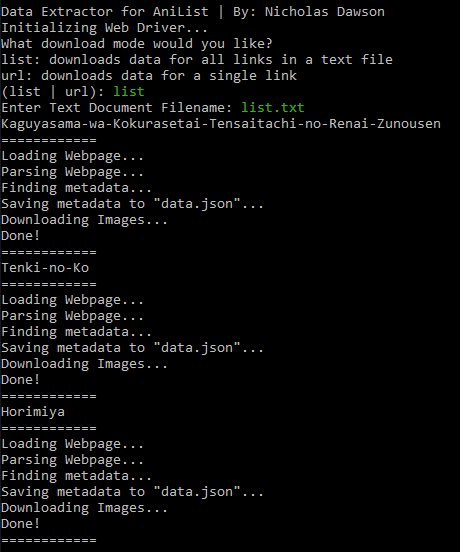 Data Extractor for AniList | By: Nicholas Dawson
Initializing Web Driver...
What download mode would you like?
list: downloads data for all links in a text file
url: downloads data for a single link
(list | url): list
Enter Text Document Filename: list.txt
Kaguyasama-wa-Kokurasetai-Tensaitachi-no-Renai-Zunousen
============
Loading Webpage...
Parsing Webpage...
Finding metadata...
Saving metadata to "data.json"...
Downloading Images...
Done!
============
Tenki-no-Ko
============
Loading Webpage...
Parsing Webpage...
Finding metadata...
Saving metadata to "data.json"...
Downloading Images...
Done!
============
Horimiya
============
Loading Webpage...
Parsing Webpage...
Finding metadata...
Saving metadata to "data.json"...
Downloading Images...
Done!
============